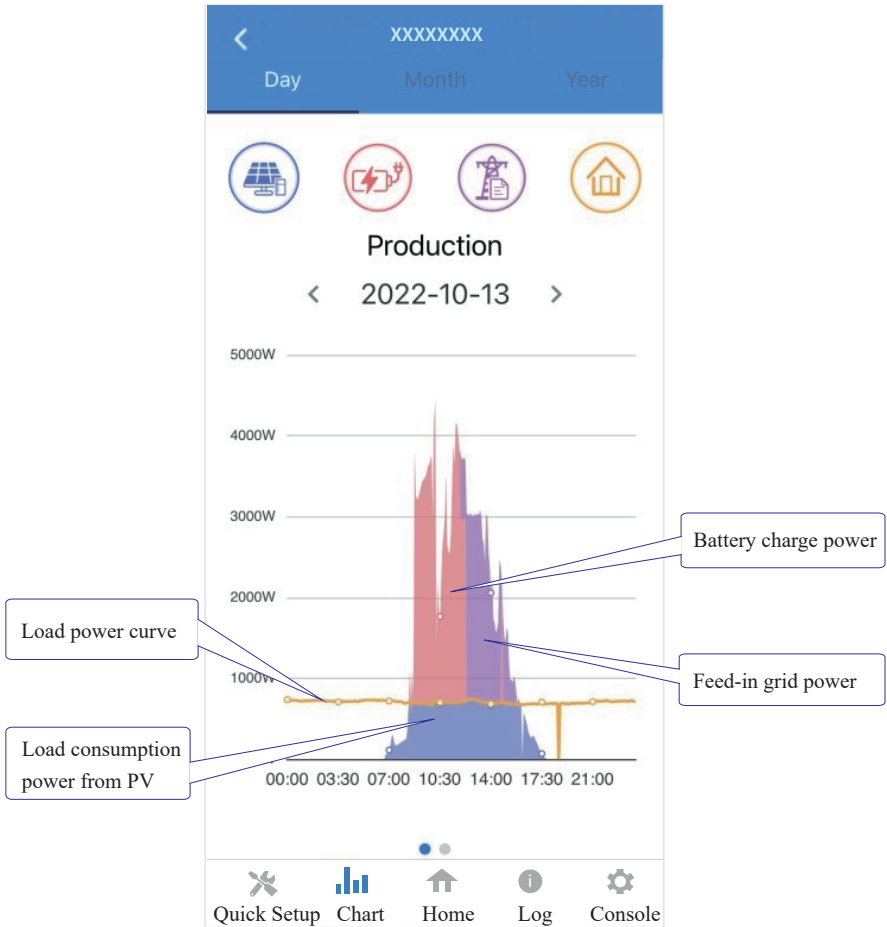 XXXXXXXX
Day Month Year
Production
2022-10-13
5000W
4000W
3000W
Battery charge power
2000W
Load power curve
1000W
Feed-in grid power
Load consumption
power from PV
00:00 03:30 07:00 10:30 14:00 17:30 21:00
Quick Setup Chart Home Log Console